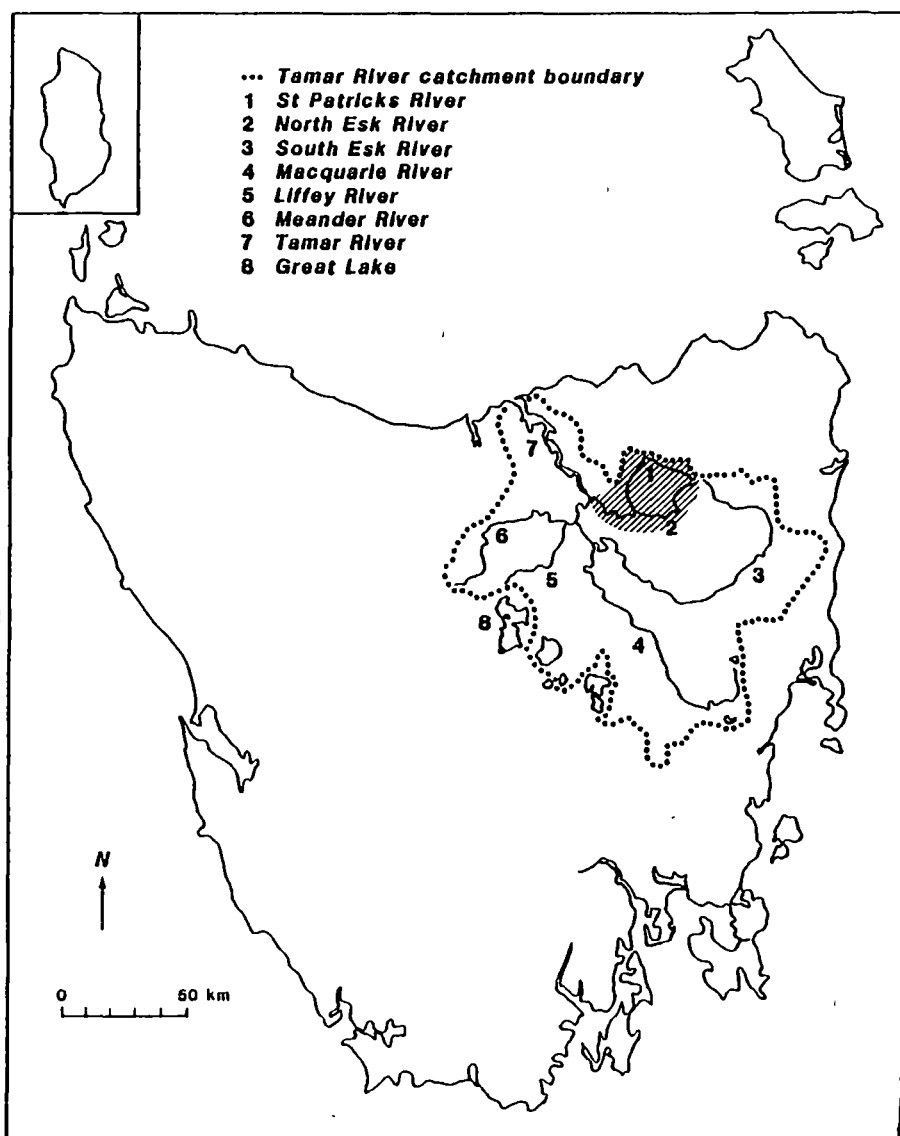 ••• Tamar River catchment boundary
1 St Patricks River
2 North Esk River
3 South Esk River
4 Macquarie River
5 Liffey River
6 Meander River
7 Tamar River
8 Great Lake
7
1
2
6
5
3
8
4
N
0 50 km